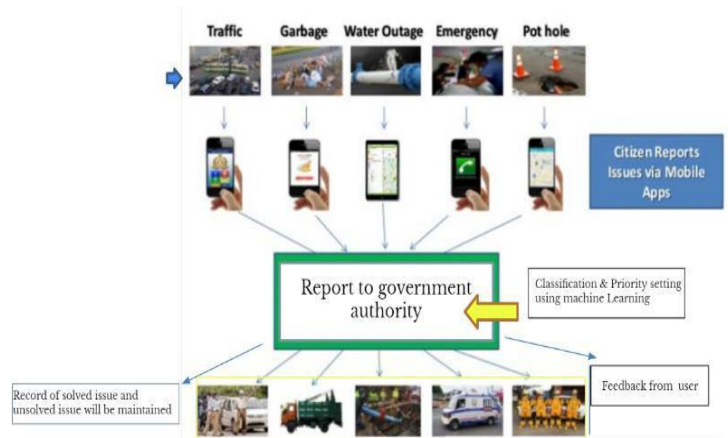 Traffic Garbage Water Outage Emergency Pot hole
Citizen Reports
Issues via Mobile
Apps
Report to government
authority
Classification & Priority setting
using machine Learning
Record of solved issue and
unsolved issue will be maintained
Feedback from user